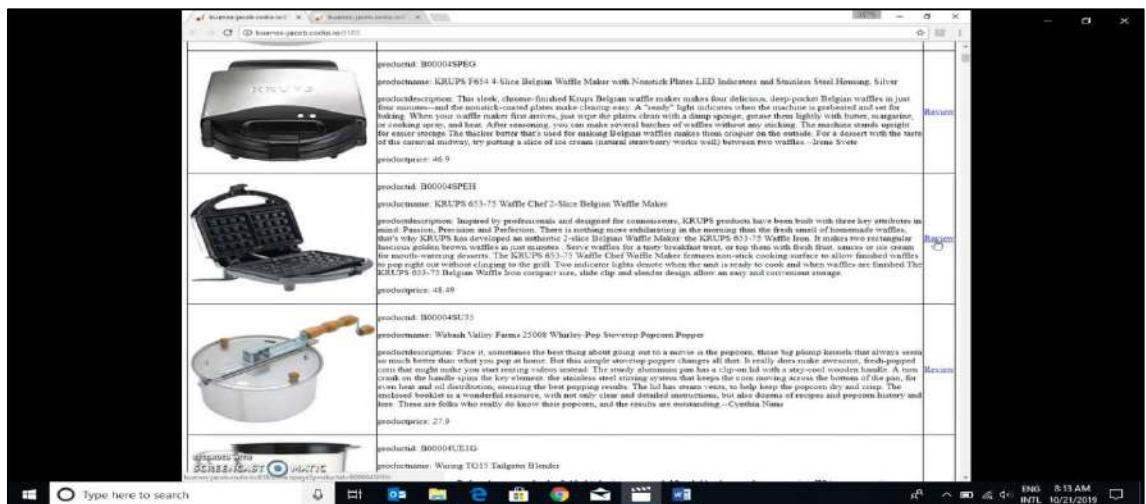 productid: B00004SPEG
KRUPS
productname: KRUPS F654 4-Slice Belgian Waffle Maker with Nonstick Plates LED Indicators and Stainless Steel Housing, Silver
productdescription: This sleek, chrome-finished Krups Belgian waffle maker makes four delicious, deep-pocket Belgian waffles in just
four minutes—and the nonstick-coated plates make cleanup easy. A "ready" light indicates when the machine is preheated and set for
baking. When your waffle maker first arrives, just wipe the plates clean with a damp sponge, grease them lightly with butter, margarine,
or cooking spray, and heat. After seasoning, you can make several batches of waffles without any sticking. The machine stands upright
for easier storage. The thicker batter that's used for making Belgian waffles makes them crispier on the outside. For a dessert with the taste
of the carnival midway, try putting a slice of ice cream (natural strawberry works well) between two waffles.--Irene Svete
Review
productprice: 46.9
productid: B00004SPEH
productname: KRUPS 653-75 Waffle Chef 2-Slice Belgian Waffle Maker
productdescription: Inspired by professionals and designed for connoisseurs, KRUPS products have been built with three key attributes in
mind: Passion, Precision and Perfection. There is nothing more exhilarating in the morning than the fresh smell of homemade waffles,
that's why KRUPS has developed an authentic 2-slice Belgian Waffle Maker: the KRUPS 653-75 Waffle Iron. It makes two rectangular
luscious golden brown waffles in just minutes . Serve waffles for a tasty breakfast treat, or top them with fresh fruit, sauces or ice cream
for mouth-watering desserts. The KRUPS 653-75 Waffle Chef Waffle Maker features non-stick cooking surface to allow finished waffles
to pop right out without clinging to the grill. Two indicator lights denote when the unit is ready to cook and when waffles are finished The
KRUPS 653-75 Belgian Waffle Iron compact size, slide clip and slender design allow an easy and convenient storage.
Review
productprice: 48.49
productid: B00004SU35
productname: Wabash Valley Farms 25008 Whirley-Pop Stovetop Popcorn Popper
productdescription: Face it, sometimes the best thing about going out to a movie is the popcorn, those big plump kernels that always seem
so much better than what you pop at home. But this simple stovetop popper changes all that. It really does make awesome, fresh-popped
corn that might make you start renting videos instead. The sturdy aluminum pan has a clip-on lid with a stay-cool wooden handle. A turn
crank on the handle spins the key element: the stainless steel stirring system that keeps the corn moving across the bottom of the pan, for
even heat and oil distribution, ensuring the best popping results. The lid has steam vents, to help keep the popcorn dry and crisp. The
enclosed booklet is a wonderful resource, with not only clear and detailed instructions, but also dozens of recipes and popcorn history and
lore. These are folks who really do know their popcorn, and the results are outstanding.--Cynthia Nims
Review
productprice: 27.9
productid: B00004UE3G
productname: Waring TG15 Tailgater Blender
RECORDED WITH
SCREENCAST MATIC
Type here to search
ENG
INTL
8:13 AM
10/21/2019